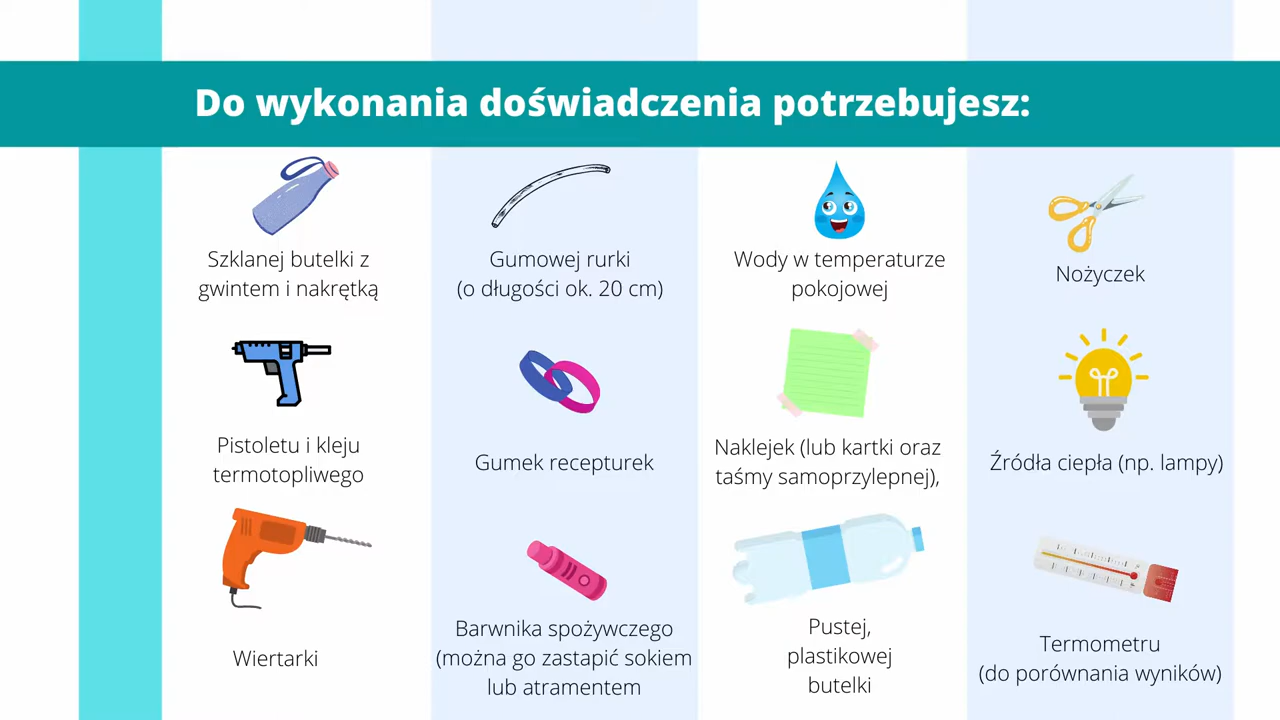 Do wykonania doświadczenia potrzebujesz:
Szklanej butelki z
gwintem i nakrętką
Gumowej rurki
(o długości ok. 20 cm)
Wody w temperaturze
pokojowej
Nożyczek
Pistoletu i kleju
termotopliwego
Gumek recepturek
Naklejek (lub kartki oraz
taśmy samoprzylepnej),
Źródła ciepła (np. lampy)
Wiertarki
Barwnika spożywczego
(można go zastąpić sokiem
lub atramentem
Pustej,
plastikowej
butelki
Termometru
(do porównania wyników)